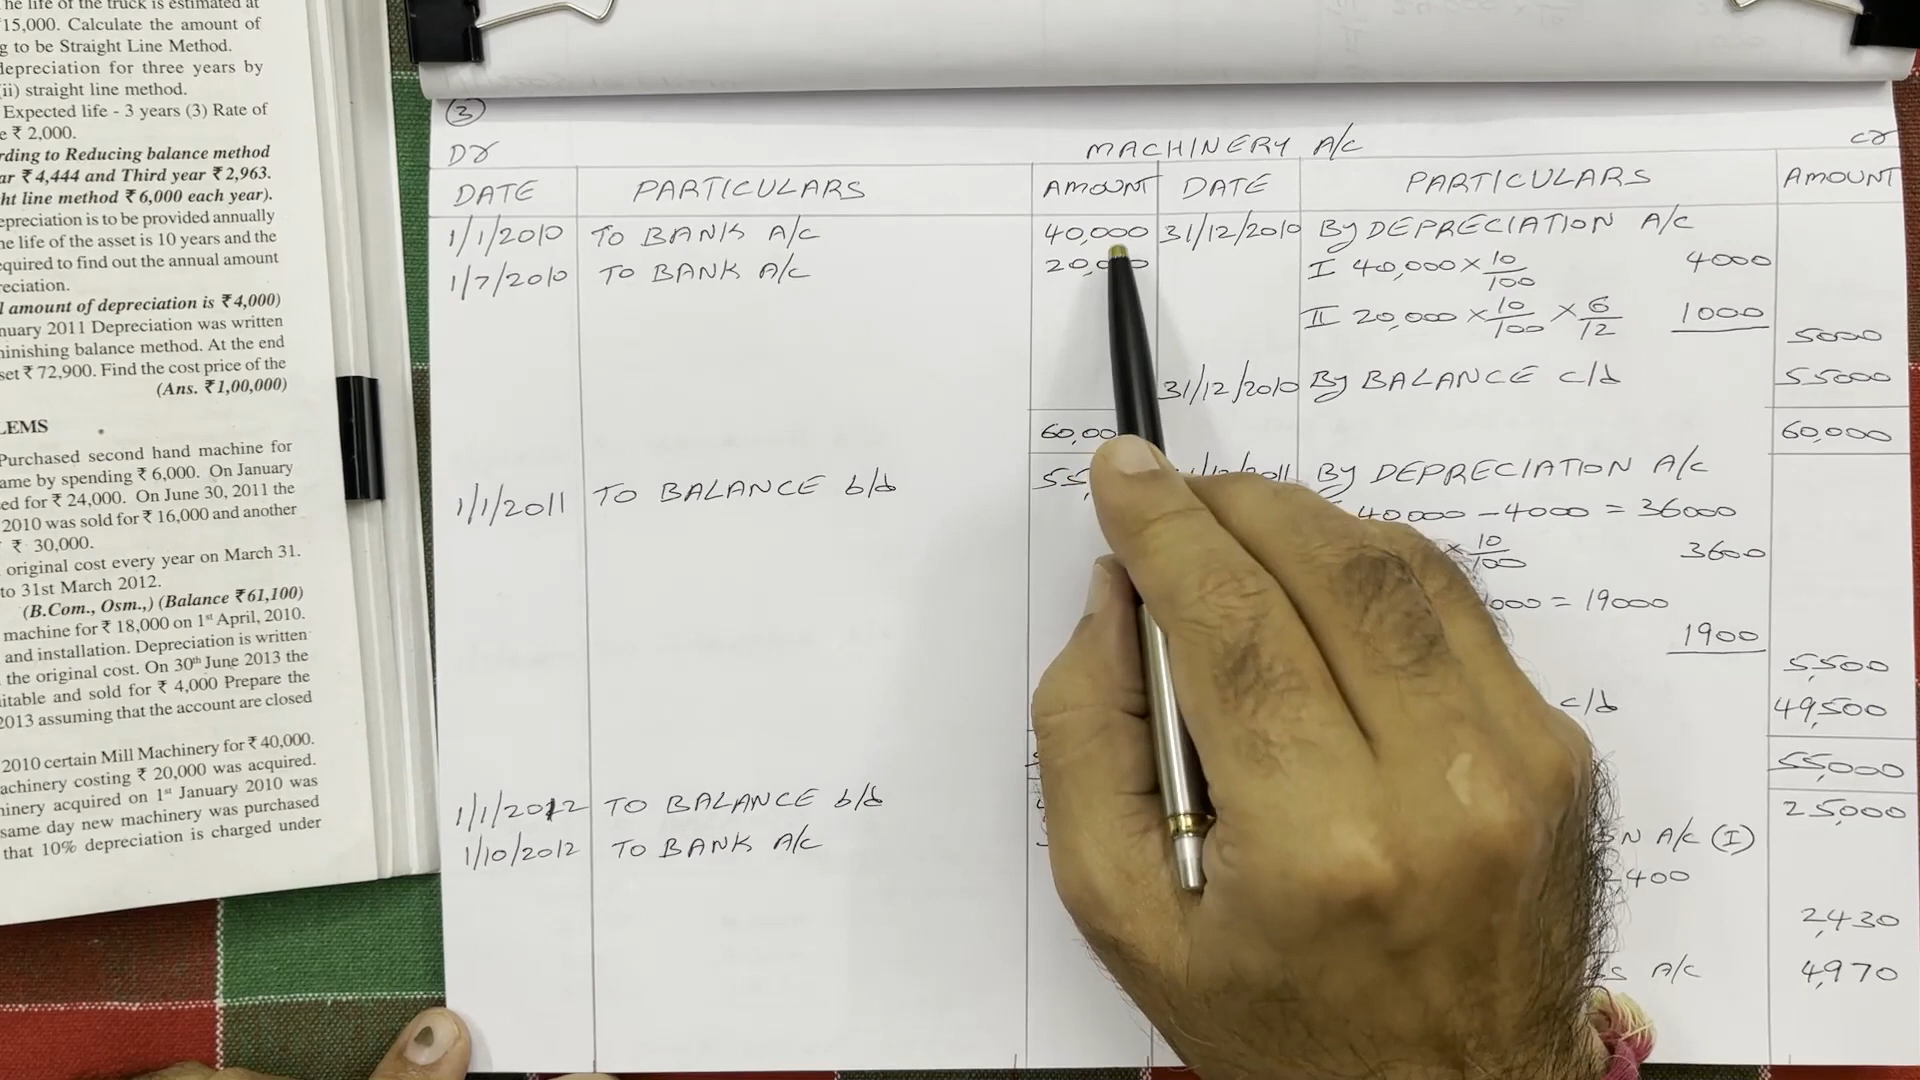 he life of the truck is estimated at
15,000. Calculate the amount of
g to be Straight Line Method.
depreciation for three years by
(ii) straight line method.
Expected life - 3 years (3) Rate of
e ₹ 2,000.
rding to Reducing balance method
ar ₹ 4,444 and Third year ₹ 2,963.
ht line method ₹ 6,000 each year).
epreciation is to be provided annually
he life of the asset is 10 years and the
equired to find out the annual amount
reciation.
l amount of depreciation is ₹ 4,000)
nuary 2011 Depreciation was written
minishing balance method. At the end
set ₹ 72,900. Find the cost price of the
(Ans. ₹ 1,00,000)
LEMS
Purchased second hand machine for
ame by spending ₹ 6,000. On January
ed for ₹ 24,000. On June 30, 2011 the
2010 was sold for ₹ 16,000 and another
₹ 30,000.
original cost every year on March 31.
to 31st March 2012.
(B.Com., Osm.,) (Balance ₹ 61,100)
machine for ₹ 18,000 on 1st April, 2010.
and installation. Depreciation is written
the original cost. On 30th June 2013 the
itable and sold for ₹ 4,000 Prepare the
2013 assuming that the account are closed
2010 certain Mill Machinery for ₹ 40,000.
achinery costing ₹ 20,000 was acquired.
hinery acquired on 1st January 2010 was
same day new machinery was purchased
that 10% depreciation is charged under
3
Dr MACHINERY A/c Cr
DATE PARTICULARS AMOUNT DATE PARTICULARS AMOUNT
1/1/2010 TO BANK A/c 40,000 31/12/2010 By DEPRECIATION A/c
1/7/2010 TO BANK A/c 20,000 I 40,000 × 10/100 4000
II 20,000 × 10/100 × 6/12 1000
5000
31/12/2010 By BALANCE c/d 55000
60,00 60,000
1/1/2011 TO BALANCE b/d 55, By DEPRECIATION A/c
40000 - 4000 = 36000
× 10/100 3600
000 = 19000
1900
5,500
c/d 49,500
55,000
1/1/2012 TO BALANCE b/d 25,000
1/10/2012 TO BANK A/c N A/c (I)
2400
2,430
A/c 4,970